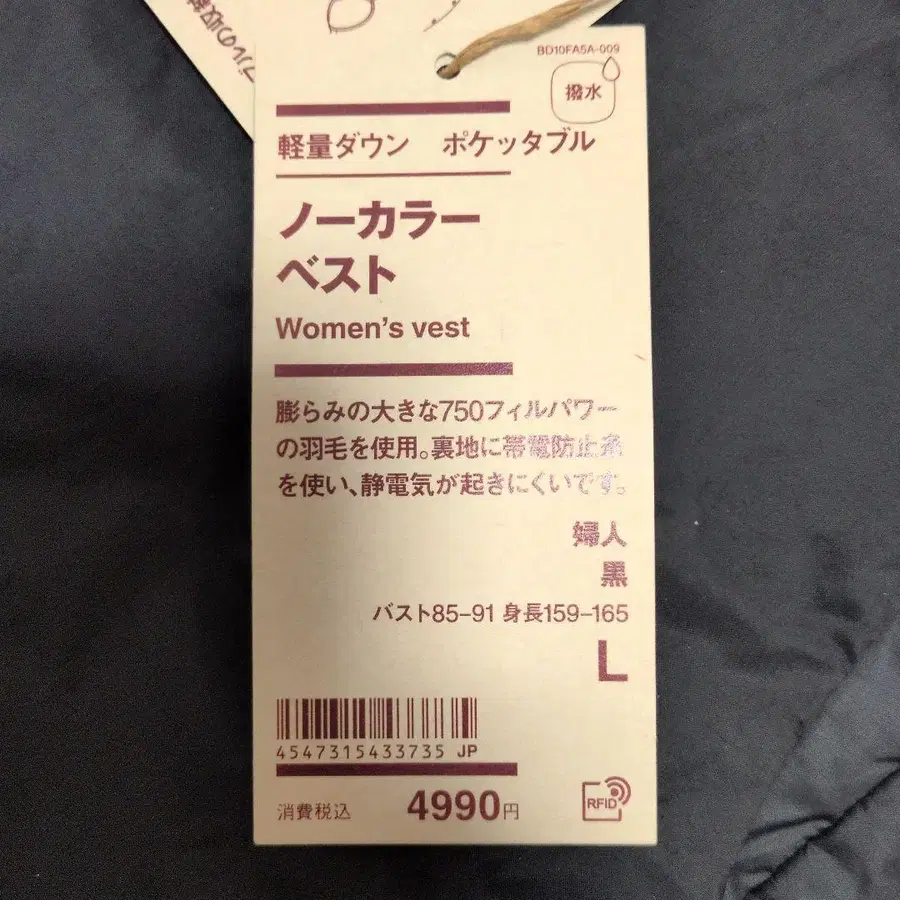 BD10FA5A-009
撥水
軽量ダウン　ポケッタブル
ノーカラー
ベスト
Women's vest
膨らみの大きな750フィルパワー
の羽毛を使用。裏地に帯電防止糸
を使い、静電気が起きにくいです。
婦人
黒
バスト85-91 身長159-165
L
4547315433735 JP
消費税込 4990円
RFID